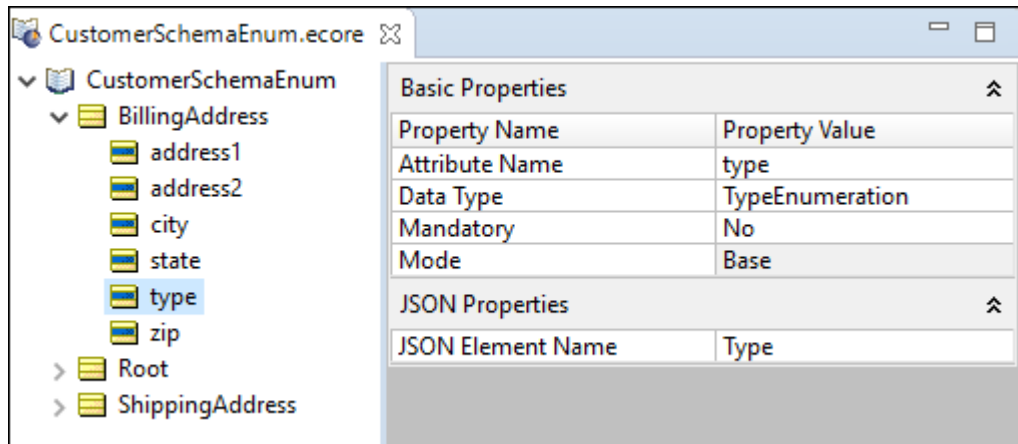 CustomerSchemaEnum.ecore
CustomerSchemaEnum
BillingAddress
address1
address2
city
state
type
zip
Root
ShippingAddress
Basic Properties
Property Name Property Value
Attribute Name type
Data Type TypeEnumeration
Mandatory No
Mode Base
JSON Properties
JSON Element Name Type